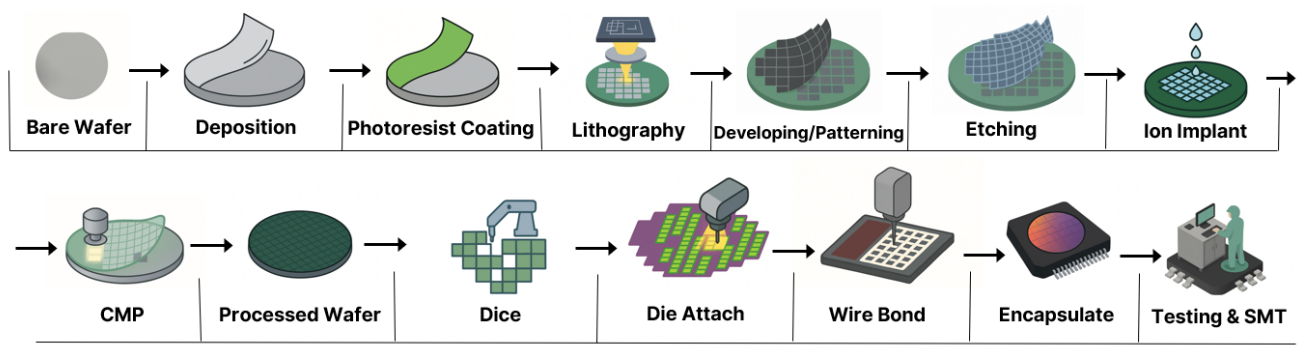 Bare Wafer
Deposition
Photoresist Coating
Lithography
Developing/Patterning
Etching
Ion Implant
CMP
Processed Wafer
Dice
Die Attach
Wire Bond
Encapsulate
Testing & SMT